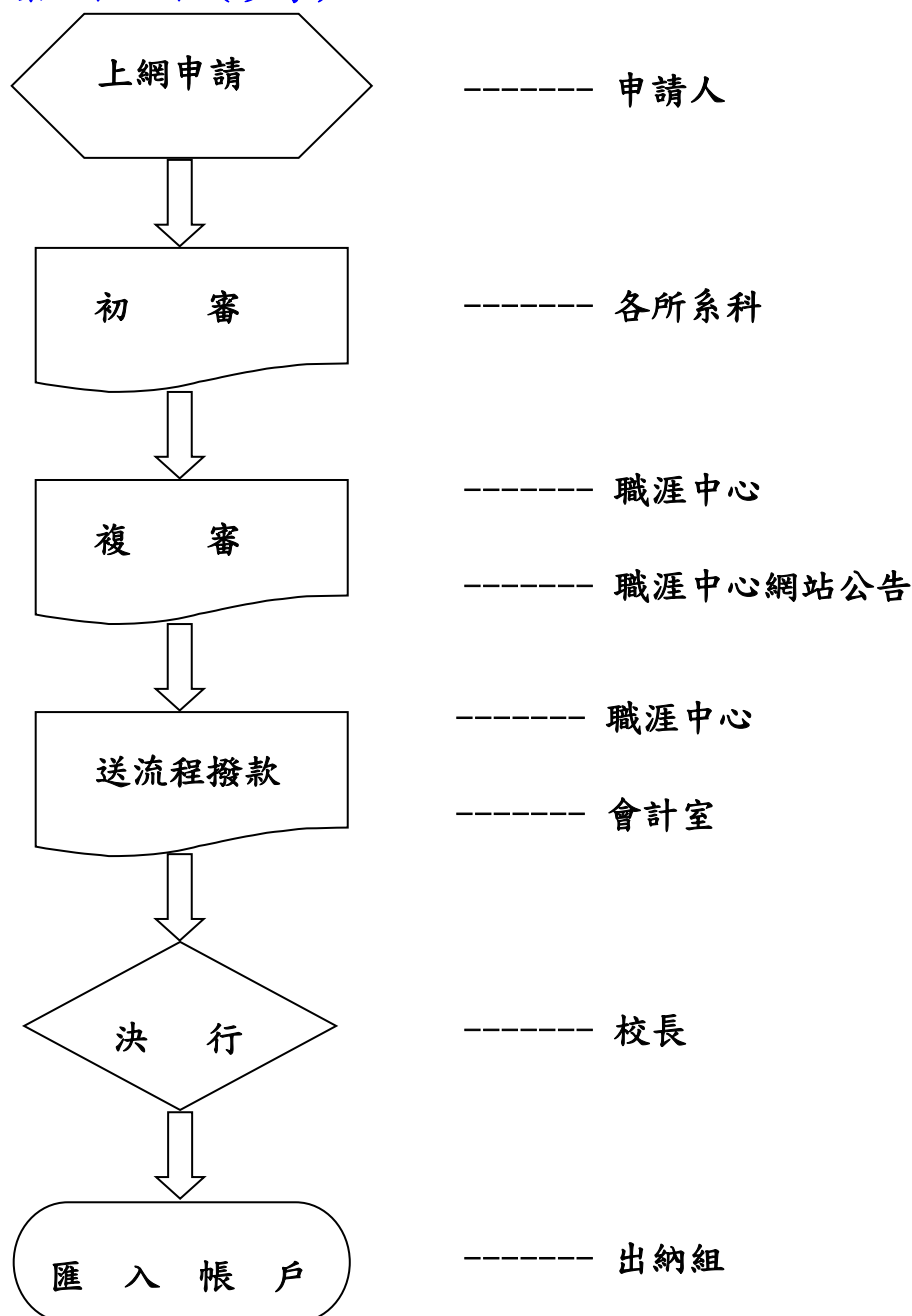 上網申請 ------- 申請人
初 審 ------- 各所系科
------- 職涯中心
複 審
------- 職涯中心網站公告
------- 職涯中心
送流程撥款
------- 會計室
決 行 ------- 校長
匯 入 帳 戶 ------- 出納組